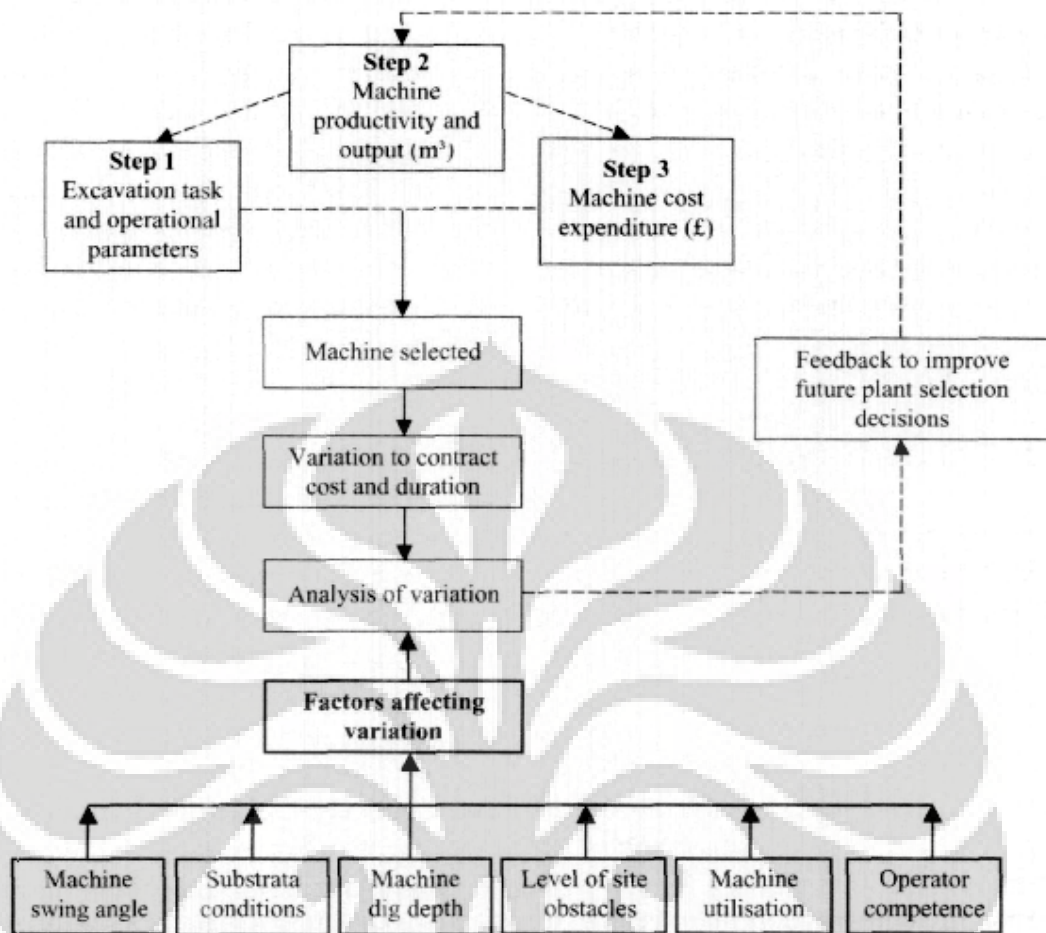 Step 2
Machine
productivity and
output (m³)
Step 1
Excavation task
and operational
parameters
Step 3
Machine cost
expenditure (£)
Machine selected
Feedback to improve
future plant selection
decisions
Variation to contract
cost and duration
Analysis of variation
Factors affecting
variation
Machine
swing angle
Substrata
conditions
Machine
dig depth
Level of site
obstacles
Machine
utilisation
Operator
competence